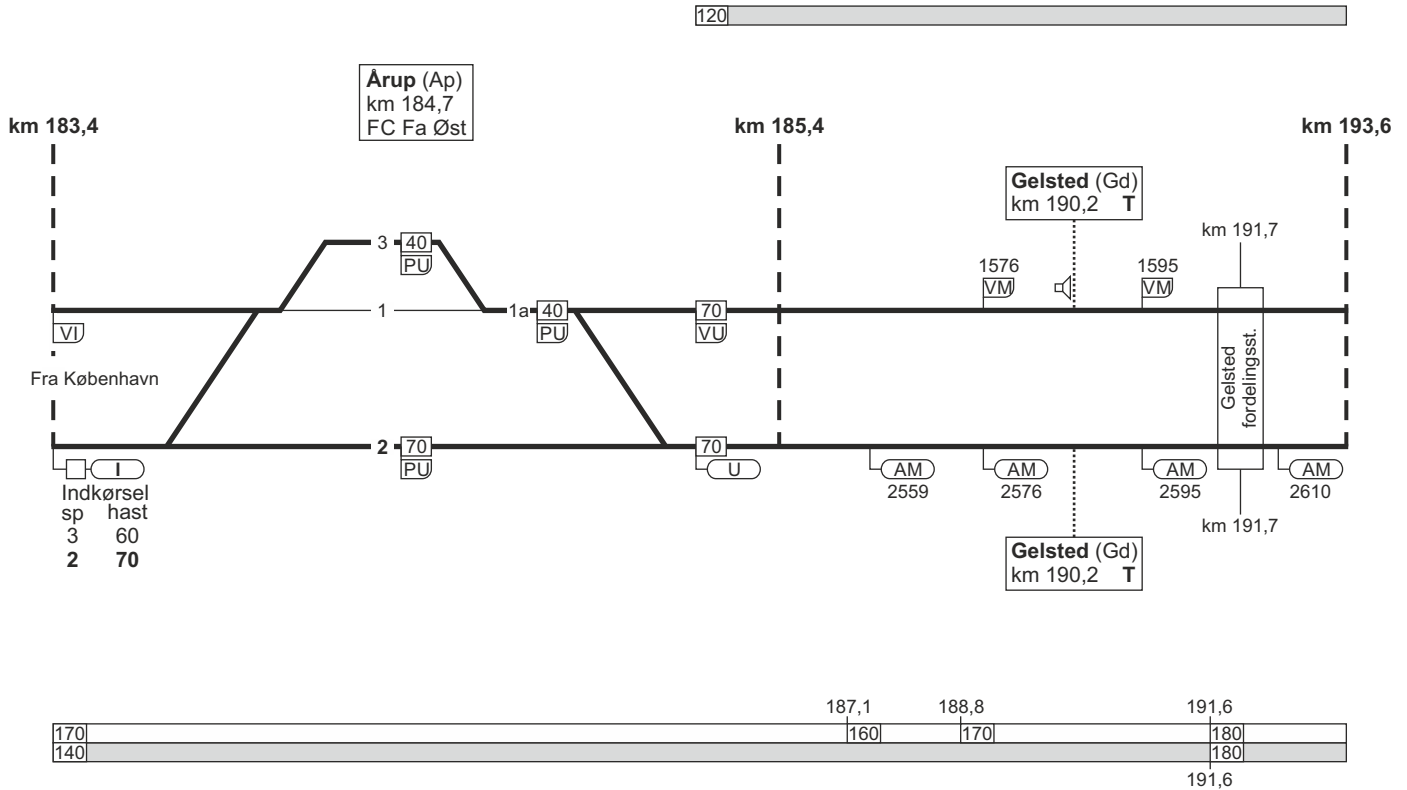 120
Årup (Ap)
km 184,7
FC Fa Øst
km 183,4
km 185,4
km 193,6
Gelsted (Gd)
km 190,2 T
km 191,7
3 40
PU
1576
VM
1595
VM
1
1a 40
PU
70
VU
VI
Fra København
Gelsted
fordelingsst.
2 70
PU
70
U
I
Indkørsel
sp hast
3 60
2 70
AM
2559
AM
2576
AM
2595
AM
2610
km 191,7
Gelsted (Gd)
km 190,2 T
187,1 188,8 191,6
170 160 170 180
140 180
191,6